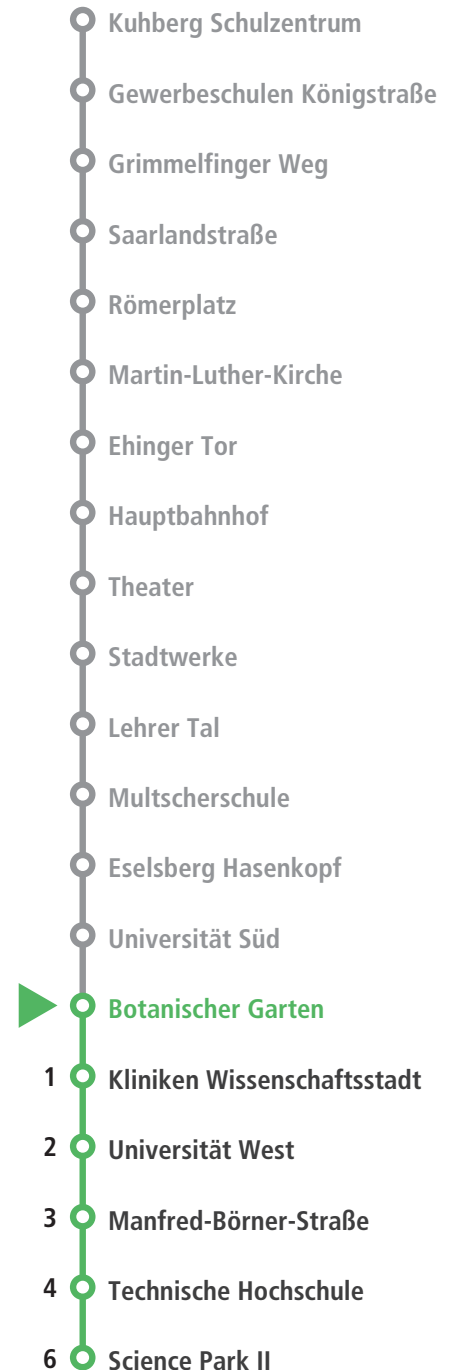 Kuhberg Schulzentrum
Gewerbeschulen Königstraße
Grimmelfinger Weg
Saarlandstraße
Römerplatz
Martin-Luther-Kirche
Ehinger Tor
Hauptbahnhof
Theater
Stadtwerke
Lehrer Tal
Multscherschule
Eselsberg Hasenkopf
Universität Süd
Botanischer Garten
1 Kliniken Wissenschaftsstadt
2 Universität West
3 Manfred-Börner-Straße
4 Technische Hochschule
6 Science Park II